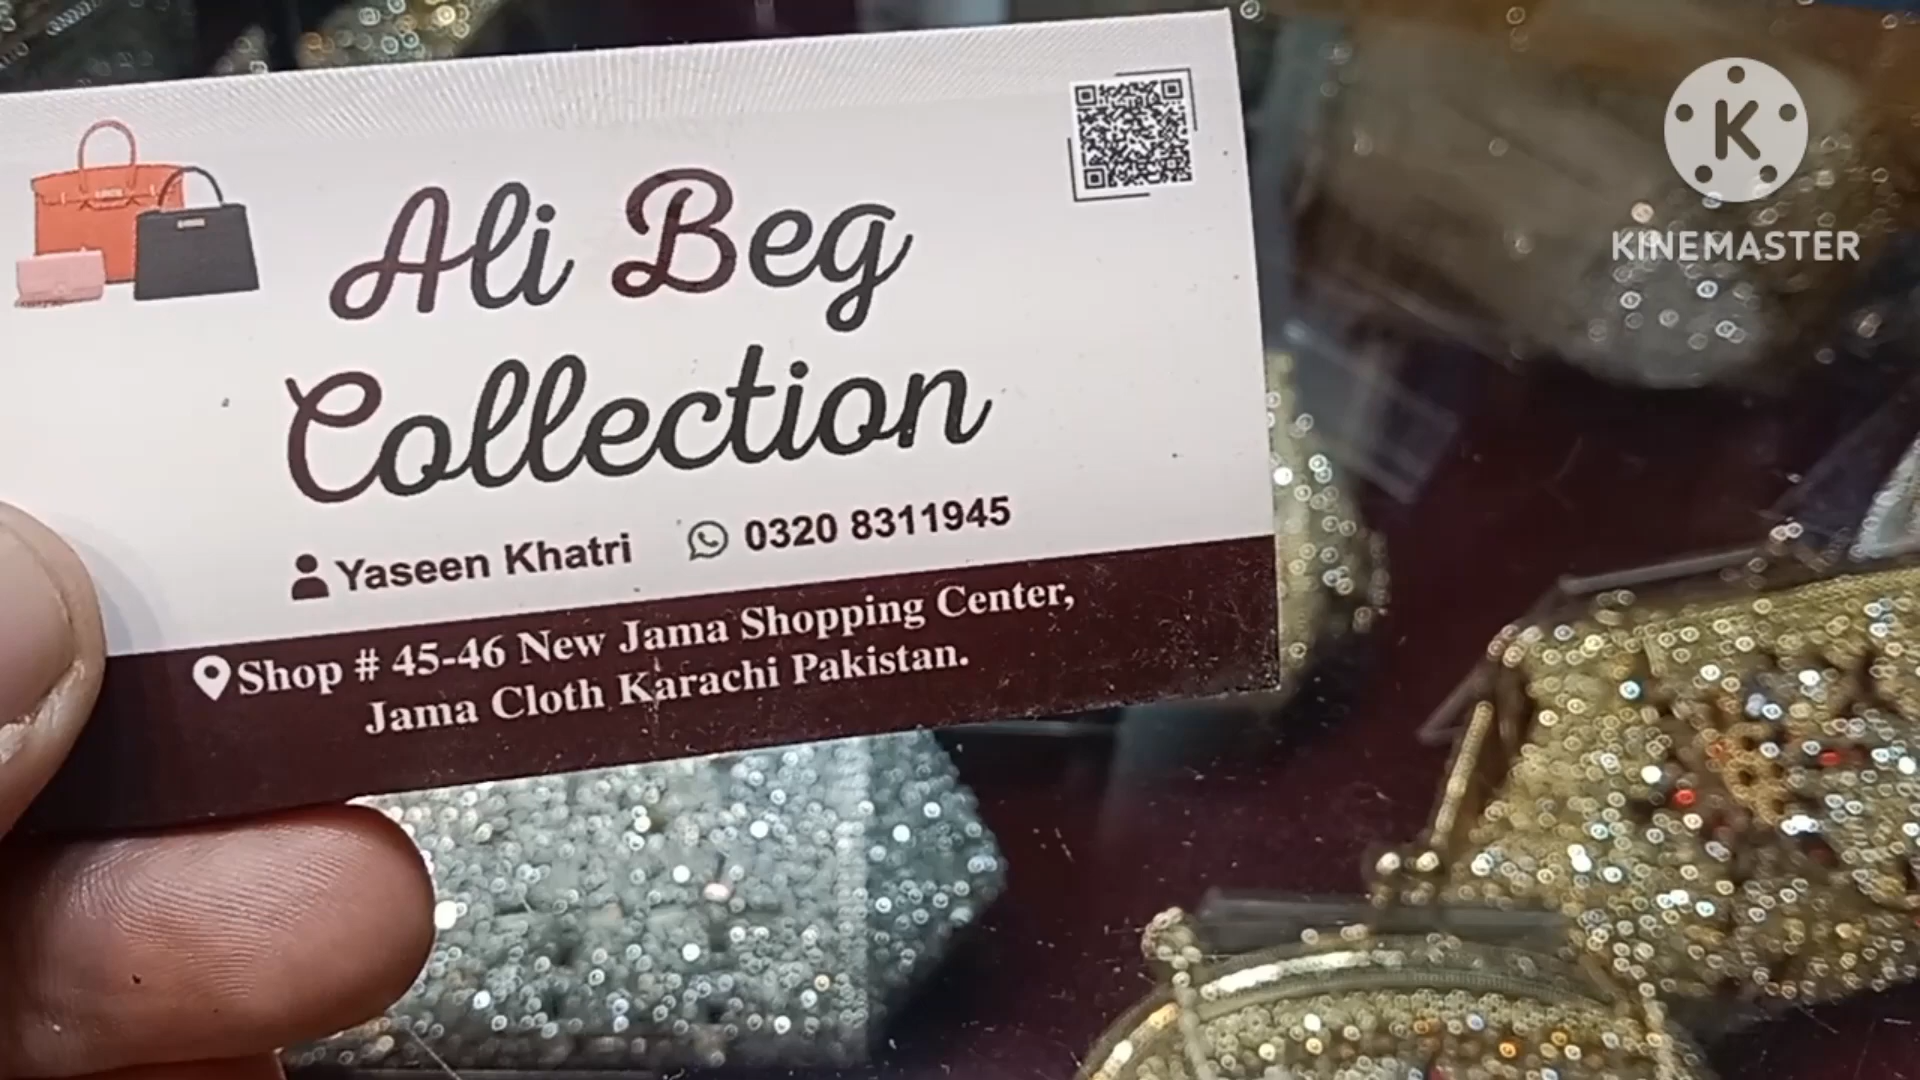 Ali Beg
Collection
Yaseen Khatri 0320 8311945
Shop # 45-46 New Jama Shopping Center,
Jama Cloth Karachi Pakistan.
K
KINEMASTER